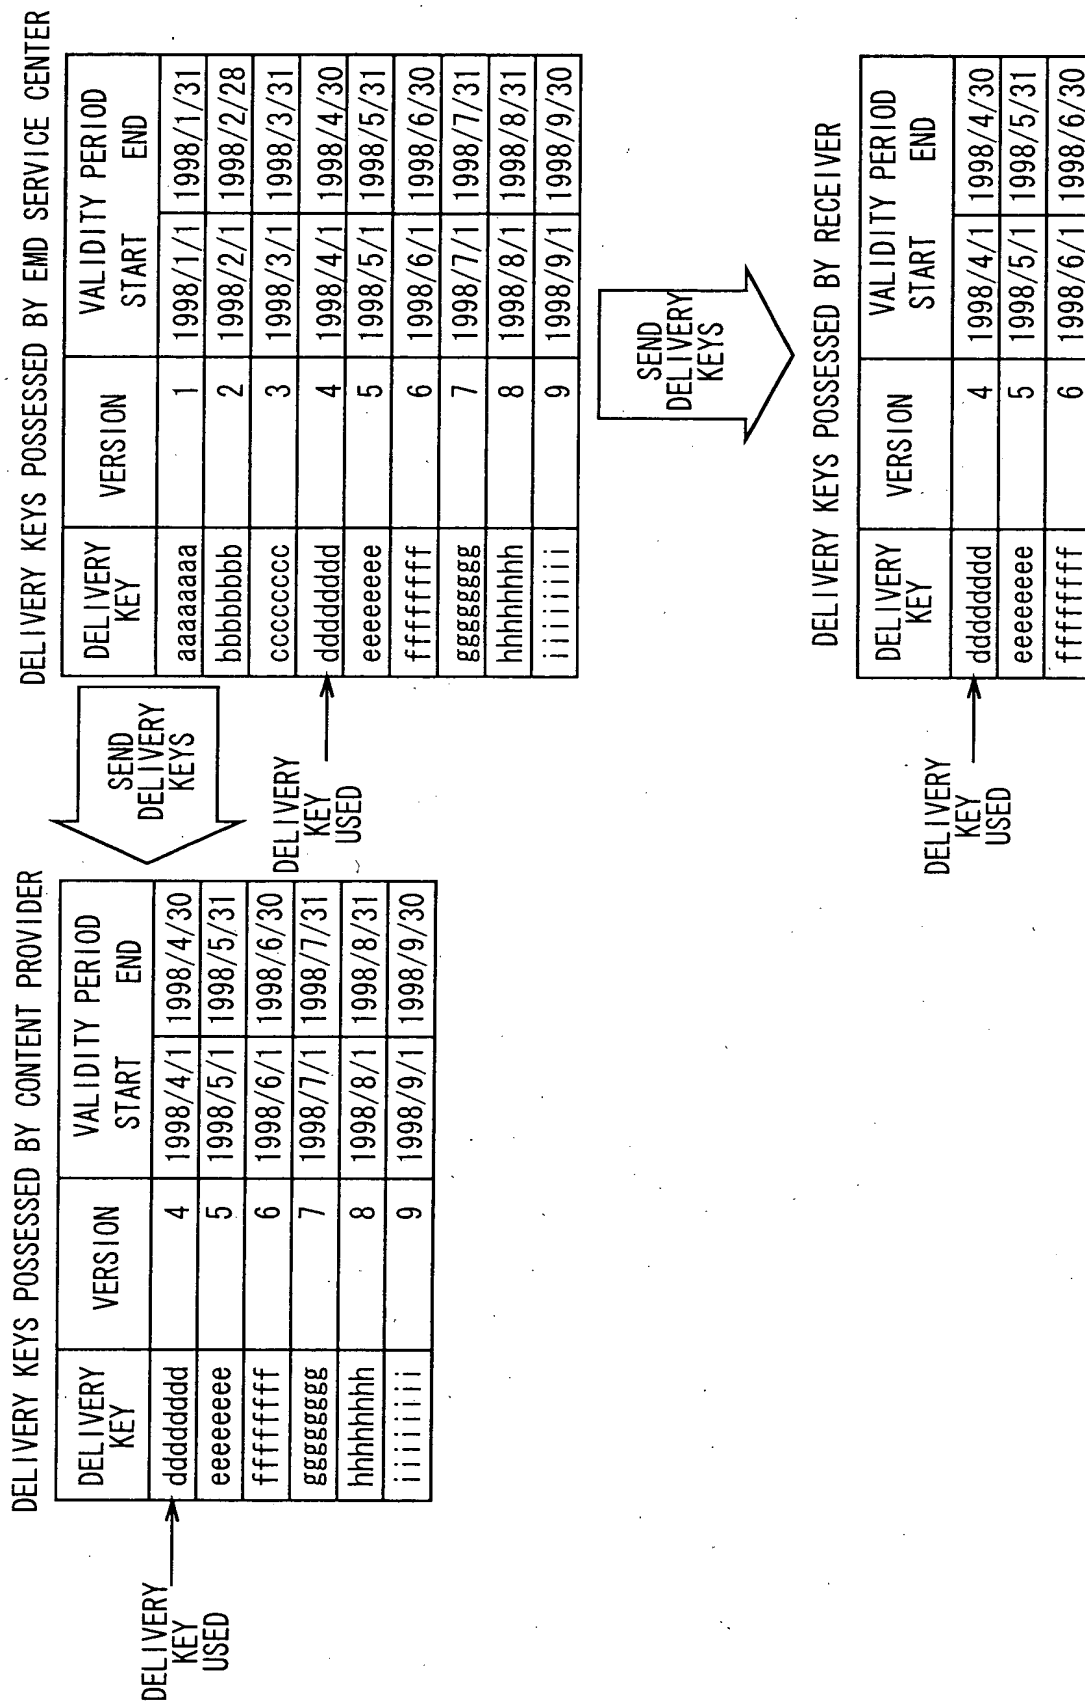 DELIVERY KEYS POSSESSED BY CONTENT PROVIDER
DELIVERY KEY VERSION VALIDITY PERIOD
START END
dddddddd 4 1998/4/1 1998/4/30
eeeeeeee 5 1998/5/1 1998/5/31
ffffffff 6 1998/6/1 1998/6/30
gggggggg 7 1998/7/1 1998/7/31
hhhhhhhh 8 1998/8/1 1998/8/31
iiiiiiii 9 1998/9/1 1998/9/30
DELIVERY
KEY
USED
SEND
DELIVERY
KEYS
DELIVERY KEYS POSSESSED BY EMD SERVICE CENTER
DELIVERY KEY VERSION VALIDITY PERIOD
START END
aaaaaaaa 1 1998/1/1 1998/1/31
bbbbbbbb 2 1998/2/1 1998/2/28
cccccccc 3 1998/3/1 1998/3/31
dddddddd 4 1998/4/1 1998/4/30
eeeeeeee 5 1998/5/1 1998/5/31
ffffffff 6 1998/6/1 1998/6/30
gggggggg 7 1998/7/1 1998/7/31
hhhhhhhh 8 1998/8/1 1998/8/31
iiiiiiii 9 1998/9/1 1998/9/30
DELIVERY
KEY
USED
SEND
DELIVERY
KEYS
DELIVERY KEYS POSSESSED BY RECEIVER
DELIVERY KEY VERSION VALIDITY PERIOD
START END
dddddddd 4 1998/4/1 1998/4/30
eeeeeeee 5 1998/5/1 1998/5/31
ffffffff 6 1998/6/1 1998/6/30
DELIVERY
KEY
USED